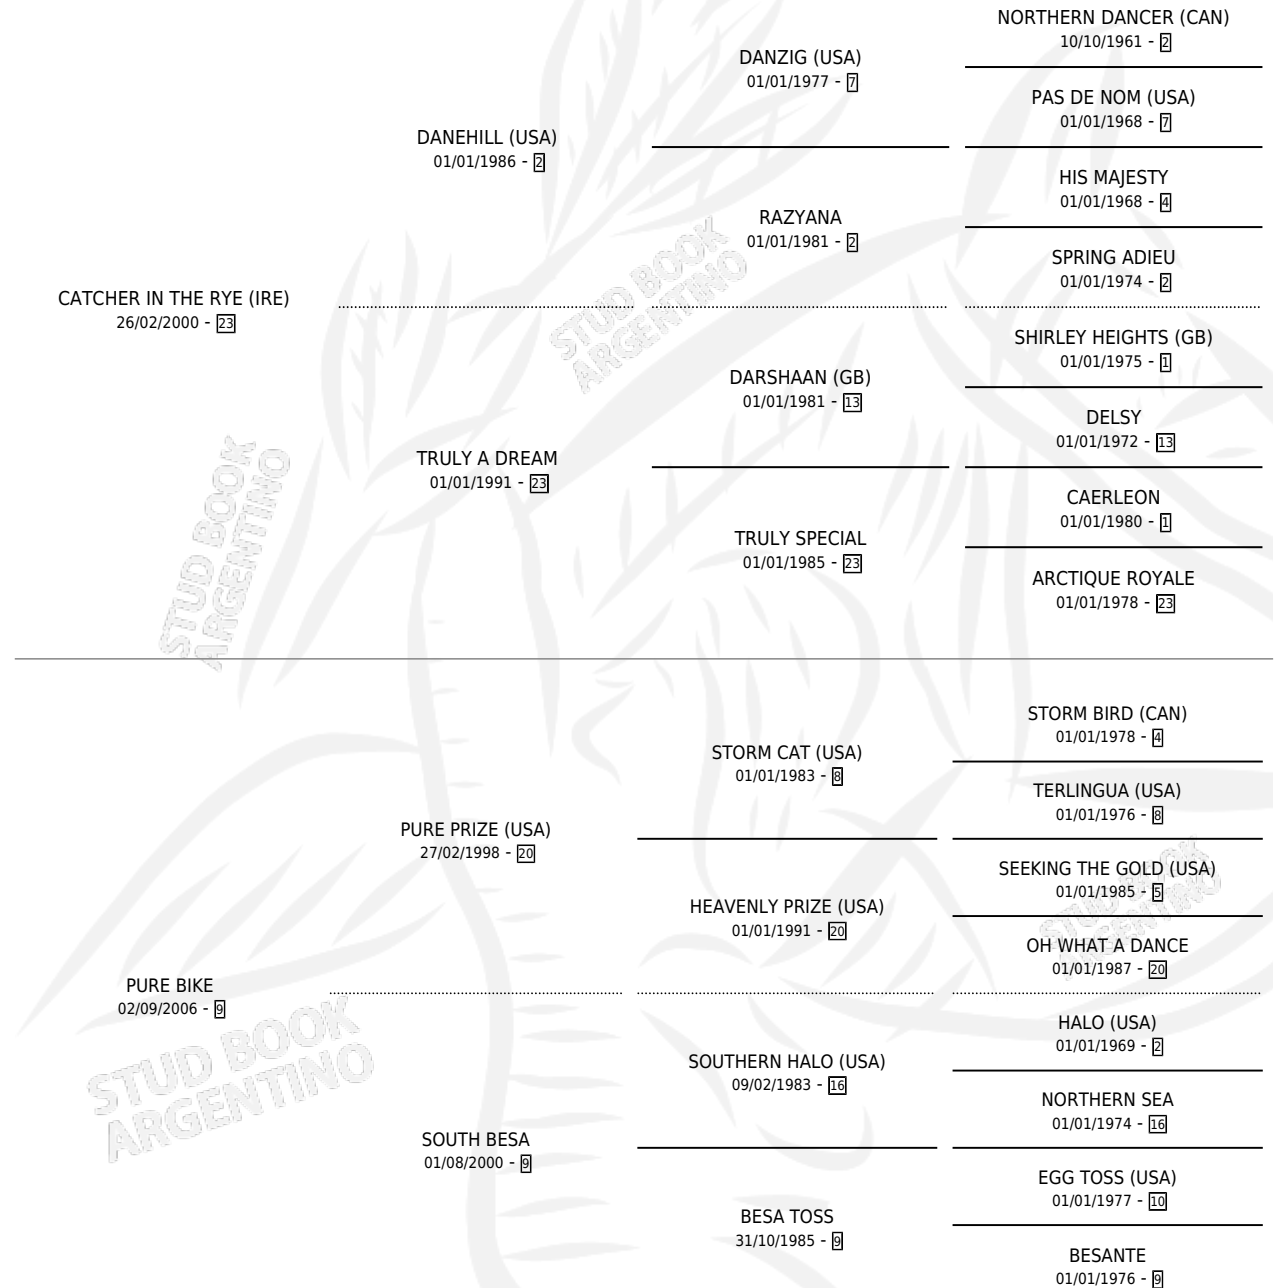 NORTHERN DANCER (CAN)
10/10/1961 - 2
DANZIG (USA)
01/01/1977 - 7
PAS DE NOM (USA)
01/01/1968 - 7
DANEHILL (USA)
01/01/1986 - 2
HIS MAJESTY
01/01/1968 - 4
RAZYANA
01/01/1981 - 2
SPRING ADIEU
01/01/1974 - 2
CATCHER IN THE RYE (IRE)
26/02/2000 - 23
SHIRLEY HEIGHTS (GB)
01/01/1975 - 1
DARSHAAN (GB)
01/01/1981 - 13
DELSY
01/01/1972 - 13
TRULY A DREAM
01/01/1991 - 23
CAERLEON
01/01/1980 - 1
TRULY SPECIAL
01/01/1985 - 23
ARCTIQUE ROYALE
01/01/1978 - 23
STORM BIRD (CAN)
01/01/1978 - 4
STORM CAT (USA)
01/01/1983 - 8
TERLINGUA (USA)
01/01/1976 - 8
PURE PRIZE (USA)
27/02/1998 - 20
SEEKING THE GOLD (USA)
01/01/1985 - 5
HEAVENLY PRIZE (USA)
01/01/1991 - 20
OH WHAT A DANCE
01/01/1987 - 20
PURE BIKE
02/09/2006 - 9
HALO (USA)
01/01/1969 - 2
SOUTHERN HALO (USA)
09/02/1983 - 16
NORTHERN SEA
01/01/1974 - 16
SOUTH BESA
01/08/2000 - 9
EGG TOSS (USA)
01/01/1977 - 10
BESA TOSS
31/10/1985 - 9
BESANTE
01/01/1976 - 9
STUD BOOK
ARGENTINO
STUD BOOK
ARGENTINO
STUD BOOK
ARGENTINO
STUD BOOK
ARGENTINO